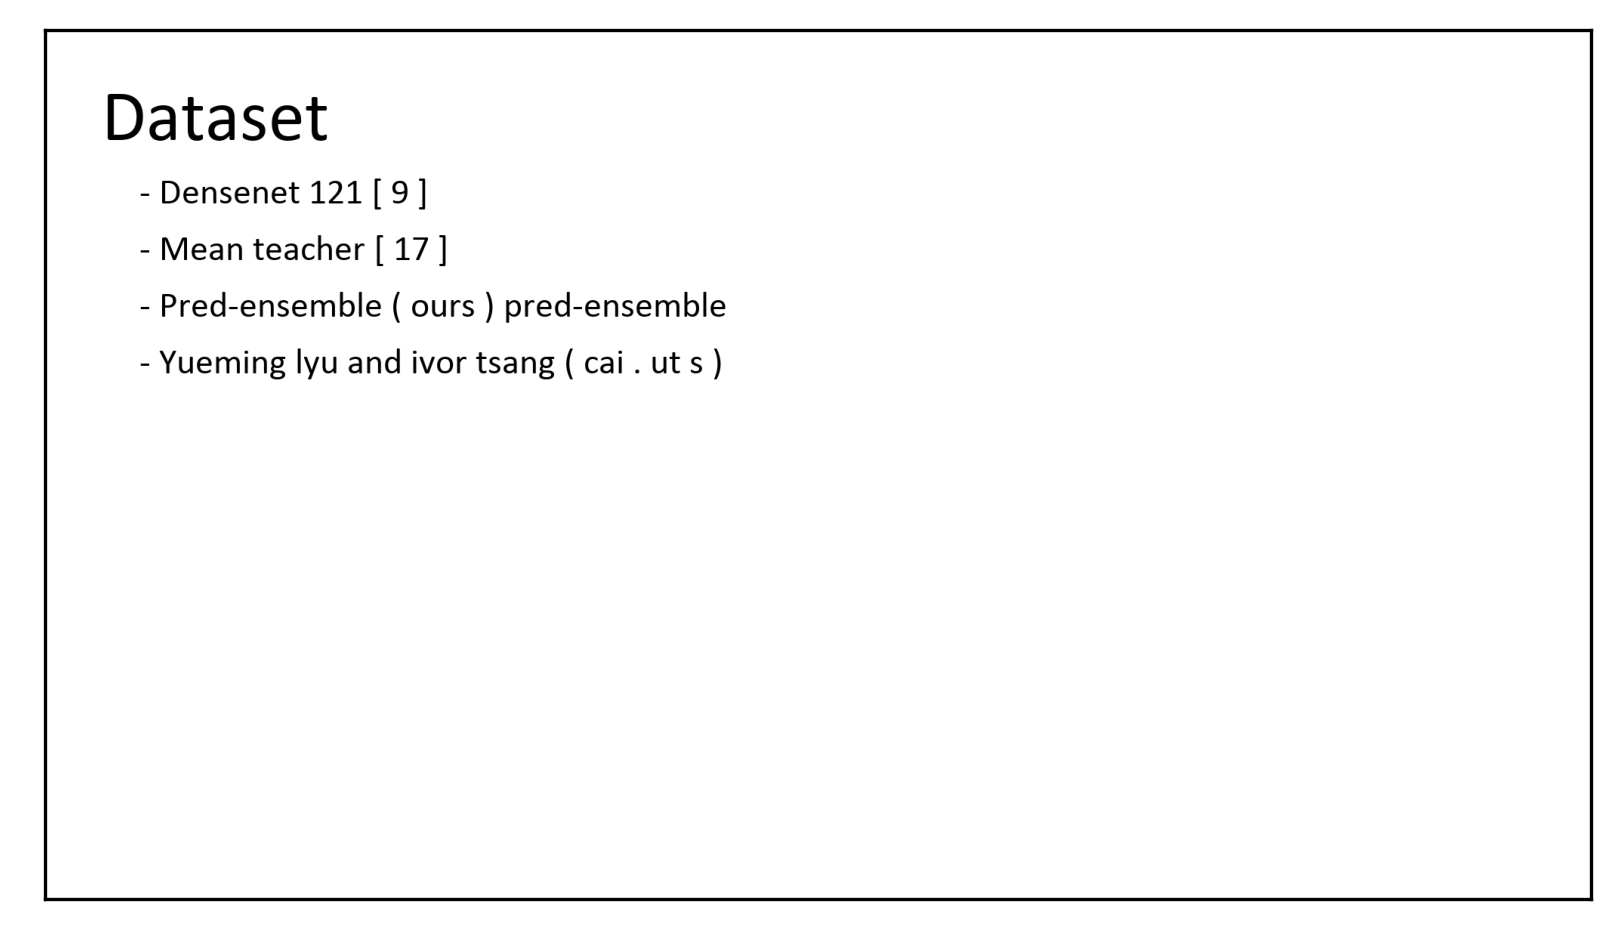 Dataset
- Densenet 121 [ 9 ]
- Mean teacher [ 17 ]
- Pred-ensemble ( ours ) pred-ensemble
- Yueming lyu and ivor tsang ( cai . ut s )